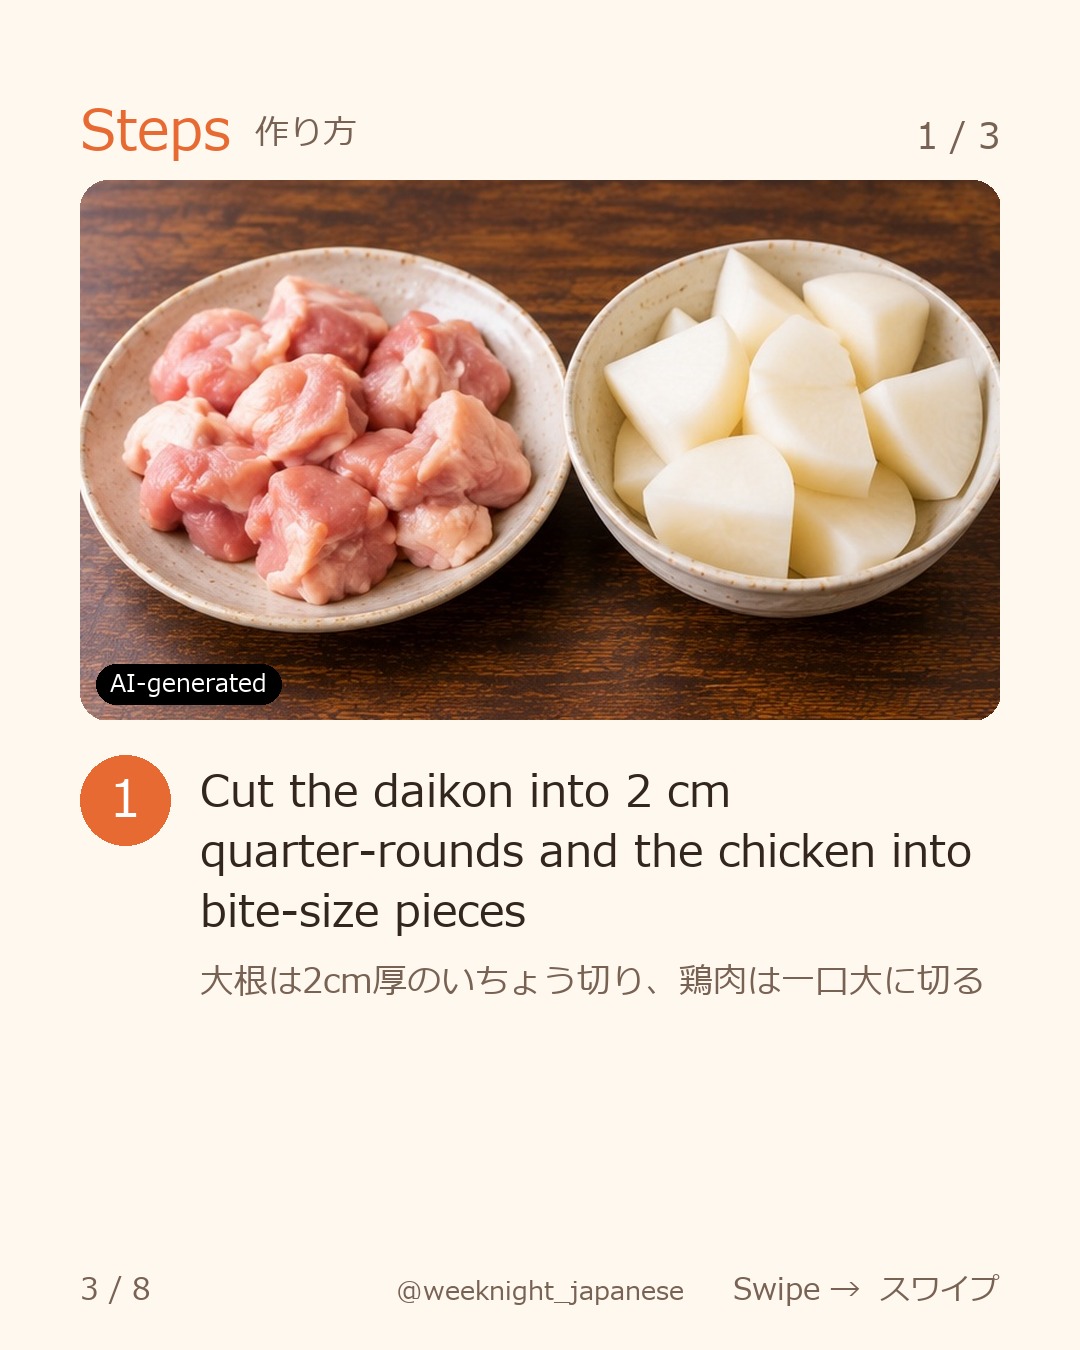 Steps 作り方
1 / 3
AI-generated
1
Cut the daikon into 2 cm
quarter-rounds and the chicken into
bite-size pieces
大根は2cm厚のいちょう切り、鶏肉は一口大に切る
3 / 8
@weeknight_japanese
Swipe → スワイプ